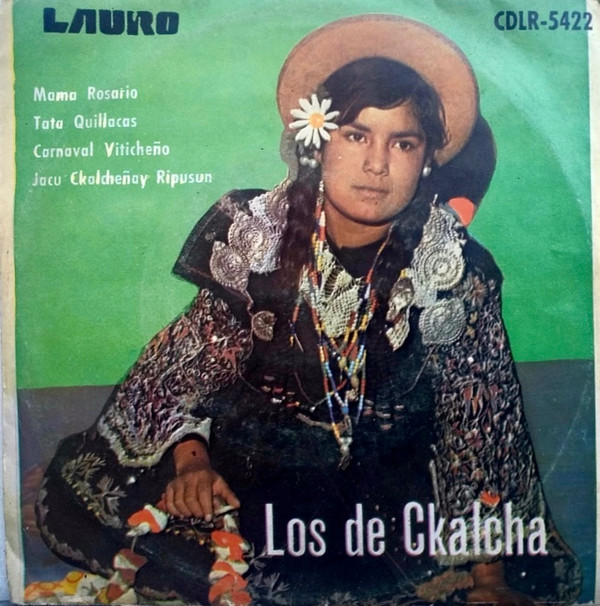 LAURO
CDLR-5422
Mama Rosario
Tata Quillacas
Carnaval Viticheño
Jacu Ckalcheñay Ripusun
Los de Ckalcha